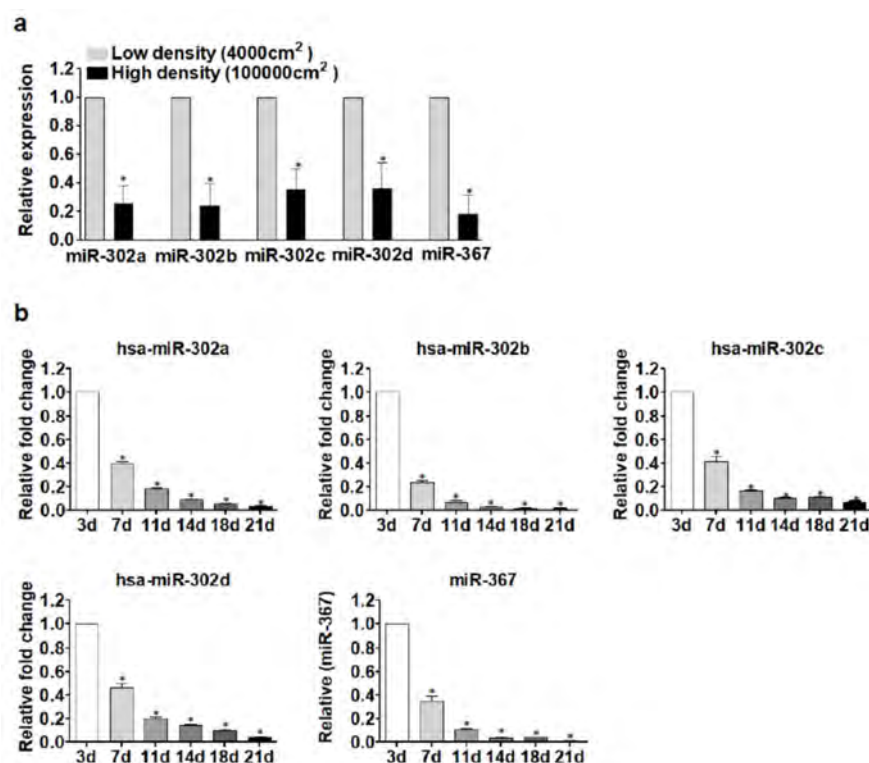 a
Low density (4000cm2 )
High density (100000cm2 )
Relative expression
1.2
1.0
0.8
0.6
0.4
0.2
0.0
* * * * *
miR-302a miR-302b miR-302c miR-302d miR-367
b
hsa-miR-302a
Relative fold change
1.2
1.0
0.8
0.6
0.4
0.2
0.0
* * * * *
3d 7d 11d 14d 18d 21d
hsa-miR-302b
Relative fold change
1.2
1.0
0.8
0.6
0.4
0.2
0.0
* * * * *
3d 7d 11d 14d 18d 21d
hsa-miR-302c
Relative fold change
1.2
1.0
0.8
0.6
0.4
0.2
0.0
* * * * *
3d 7d 11d 14d 18d 21d
hsa-miR-302d
Relative fold change
1.2
1.0
0.8
0.6
0.4
0.2
0.0
* * * * *
3d 7d 11d 14d 18d 21d
miR-367
Relative (miR-367)
1.2
1.0
0.8
0.6
0.4
0.2
0.0
* * * * *
3d 7d 11d 14d 18d 21d